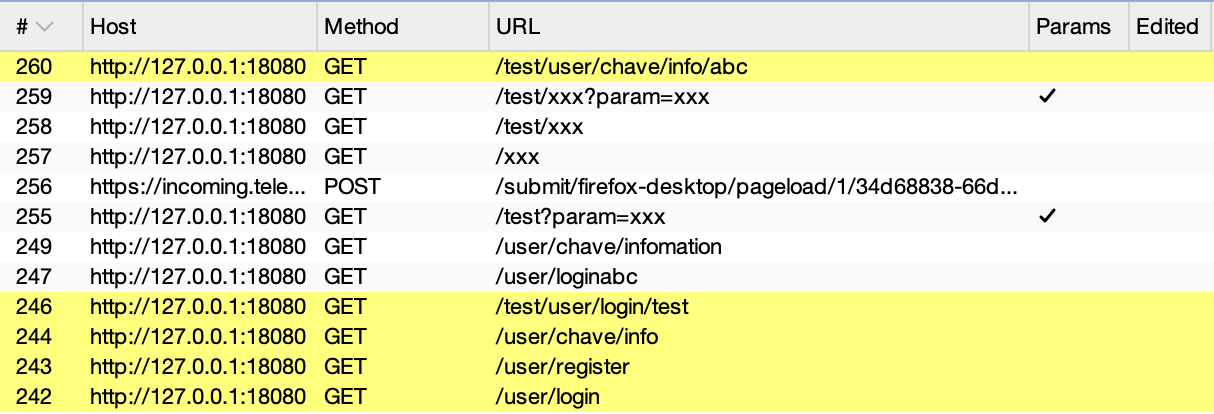 # Host Method URL Params Edited
260 http://127.0.0.1:18080 GET /test/user/chave/info/abc
259 http://127.0.0.1:18080 GET /test/xxx?param=xxx ✓
258 http://127.0.0.1:18080 GET /test/xxx
257 http://127.0.0.1:18080 GET /xxx
256 https://incoming.tele... POST /submit/firefox-desktop/pageload/1/34d68838-66d...
255 http://127.0.0.1:18080 GET /test?param=xxx ✓
249 http://127.0.0.1:18080 GET /user/chave/infomation
247 http://127.0.0.1:18080 GET /user/loginabc
246 http://127.0.0.1:18080 GET /test/user/login/test
244 http://127.0.0.1:18080 GET /user/chave/info
243 http://127.0.0.1:18080 GET /user/register
242 http://127.0.0.1:18080 GET /user/login